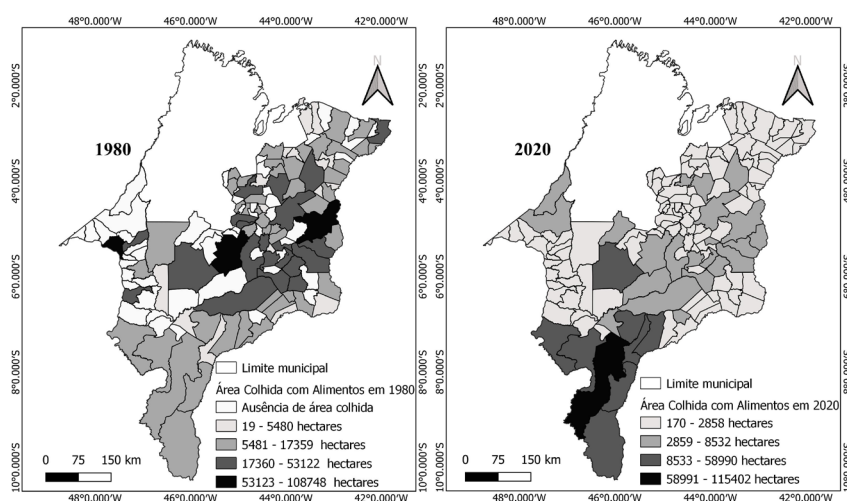 48°0.000'W 46°0.000'W 44°0.000'W 42°0.000'W
2°0.000'S
4°0.000'S
6°0.000'S
8°0.000'S
10°0.000'S
N
1980
Limite municipal
Área Colhida com Alimentos em 1980
Ausência de área colhida
19 - 5480 hectares
5481 - 17359 hectares
17360 - 53122 hectares
53123 - 108748 hectares
0 75 150 km
48°0.000'W 46°0.000'W 44°0.000'W 42°0.000'W
48°0.000'W 46°0.000'W 44°0.000'W 42°0.000'W
2°0.000'S
4°0.000'S
6°0.000'S
8°0.000'S
10°0.000'S
N
2020
Limite municipal
Área Colhida com Alimentos em 2020
170 - 2858 hectares
2859 - 8532 hectares
8533 - 58990 hectares
58991 - 115402 hectares
0 75 150 km
48°0.000'W 46°0.000'W 44°0.000'W 42°0.000'W